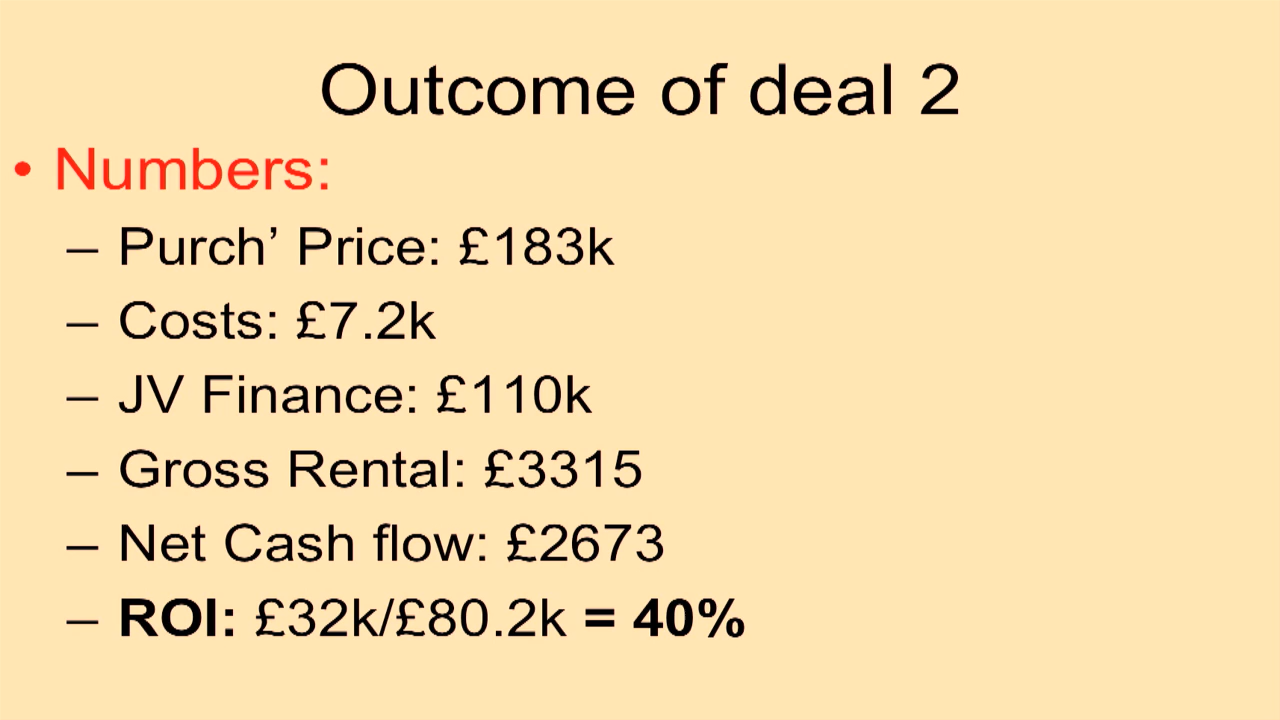 Outcome of deal 2
• Numbers:
– Purch’ Price: £183k
– Costs: £7.2k
– JV Finance: £110k
– Gross Rental: £3315
– Net Cash flow: £2673
– ROI: £32k/£80.2k = 40%